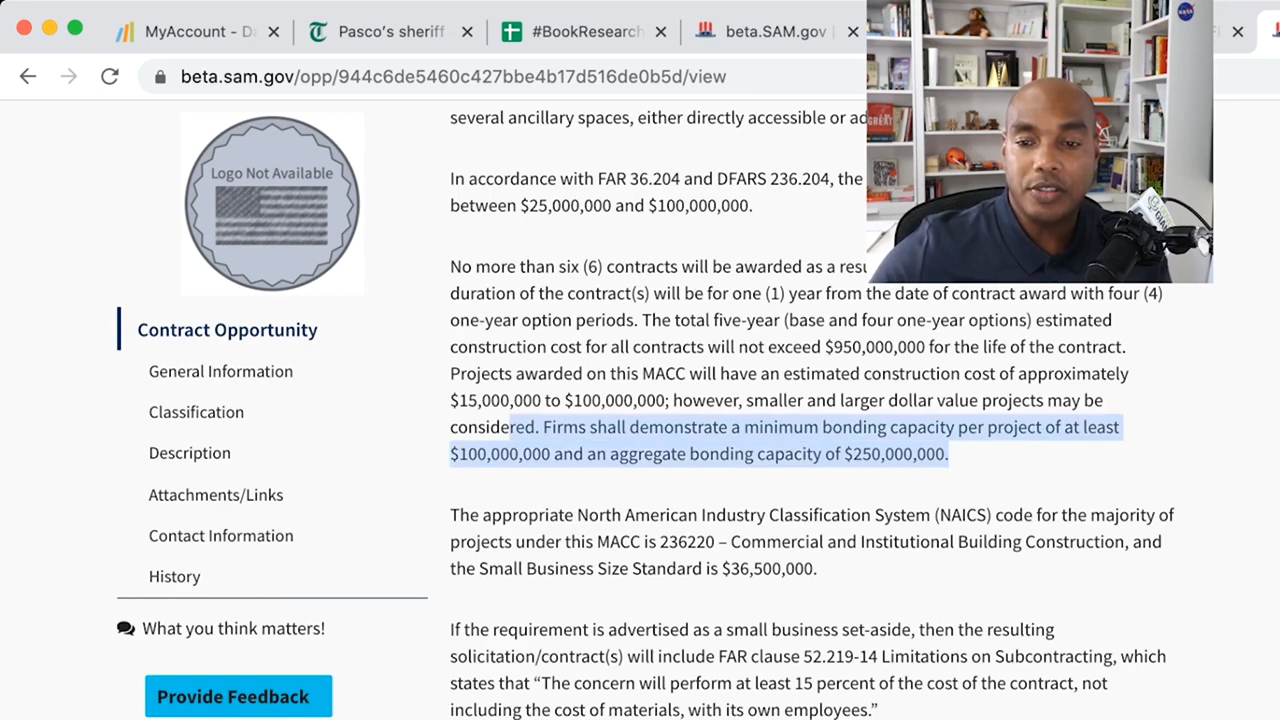 MyAccount - Da
Pasco's sheriff
#BookResearch
beta.SAM.gov
beta.sam.gov/opp/944c6de5460c427bbe4b17d516de0b5d/view
NASA
GREAT
Logo Not Available
Contract Opportunity
General Information
Classification
Description
Attachments/Links
Contact Information
History
What you think matters!
Provide Feedback
several ancillary spaces, either directly accessible or ad
In accordance with FAR 36.204 and DFARS 236.204, the
between $25,000,000 and $100,000,000.
No more than six (6) contracts will be awarded as a resu
duration of the contract(s) will be for one (1) year from the date of contract award with four (4)
one-year option periods. The total five-year (base and four one-year options) estimated
construction cost for all contracts will not exceed $950,000,000 for the life of the contract.
Projects awarded on this MACC will have an estimated construction cost of approximately
$15,000,000 to $100,000,000; however, smaller and larger dollar value projects may be
considered. Firms shall demonstrate a minimum bonding capacity per project of at least
$100,000,000 and an aggregate bonding capacity of $250,000,000.
The appropriate North American Industry Classification System (NAICS) code for the majority of
projects under this MACC is 236220 – Commercial and Institutional Building Construction, and
the Small Business Size Standard is $36,500,000.
If the requirement is advertised as a small business set-aside, then the resulting
solicitation/contract(s) will include FAR clause 52.219-14 Limitations on Subcontracting, which
states that “The concern will perform at least 15 percent of the cost of the contract, not
including the cost of materials, with its own employees.”